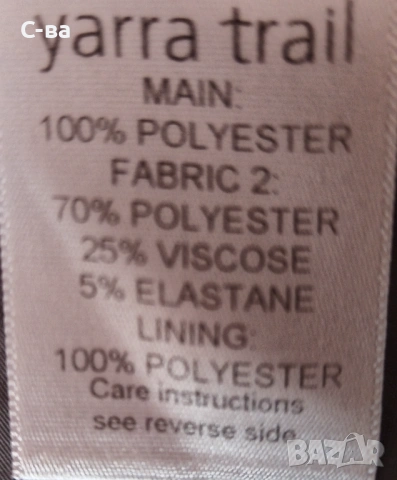 C-ва
yarra trail
MAIN:
100% POLYESTER
FABRIC 2:
70% POLYESTER
25% VISCOSE
5% ELASTANE
LINING:
100% POLYESTER
Care instructions
see reverse side
BAZAR